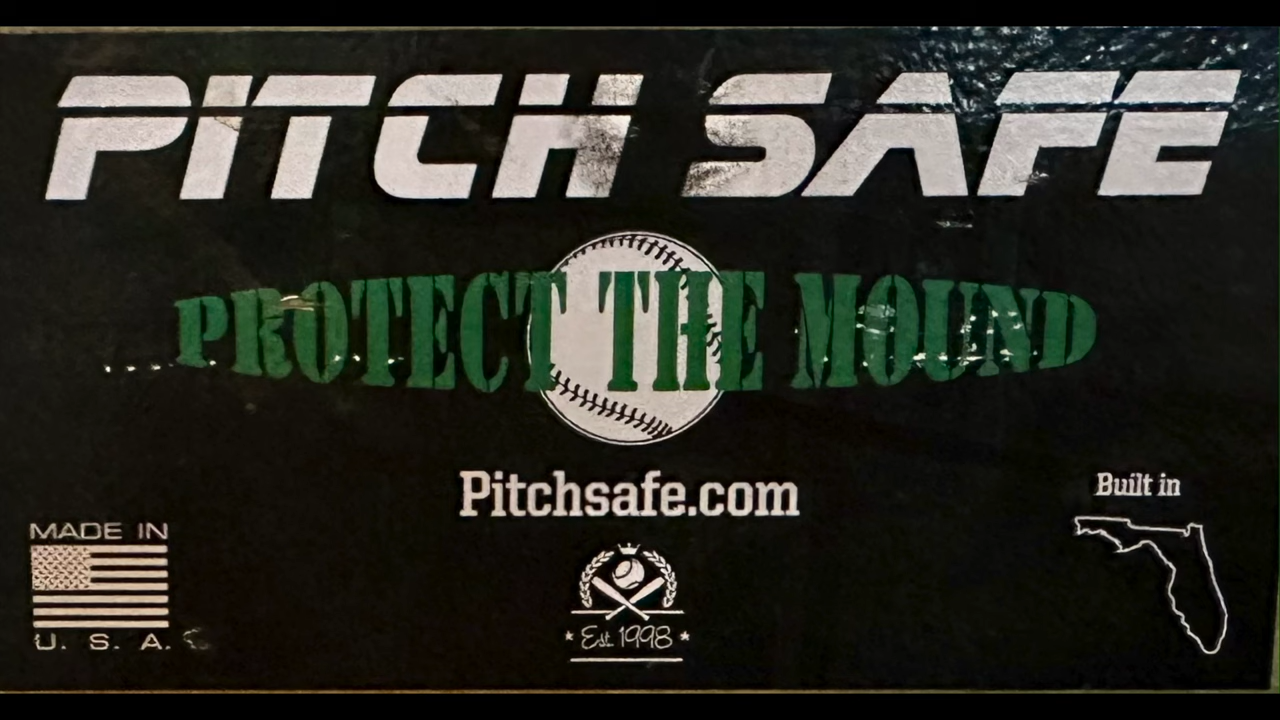 PITCH SAFE
PROTECT THE MOUND
Pitchsafe.com
Built in
MADE IN
U. S. A.
Est 1998